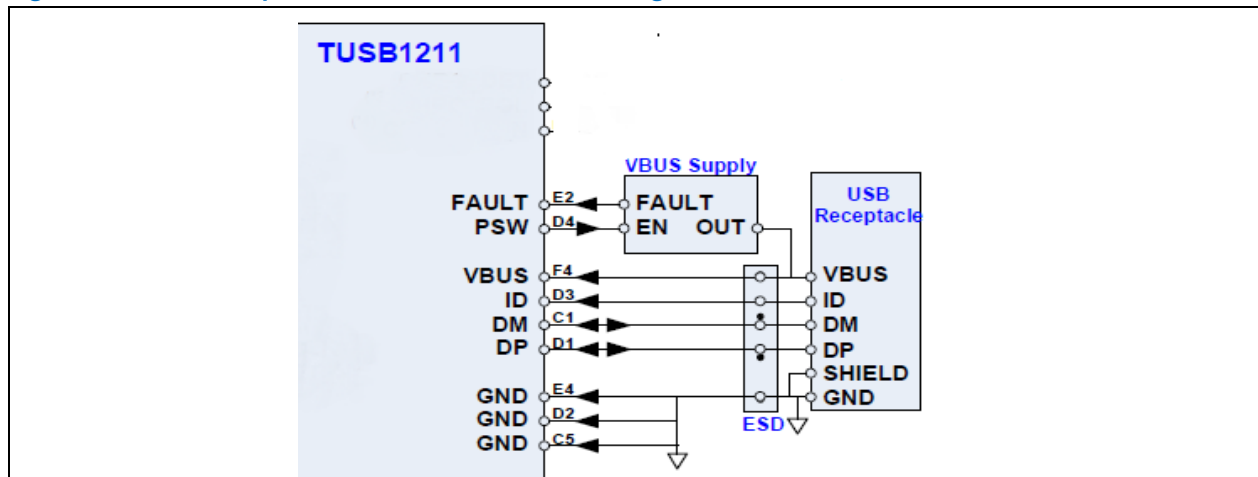 TUSB1211
VBUS Supply
FAULT E2 FAULT
PSW D4 EN OUT
USB
Receptacle
VBUS F4 VBUS
ID D3 ID
DM C1 DM
DP D1 DP
SHIELD
GND E4 GND
GND D2
ESD
GND C5